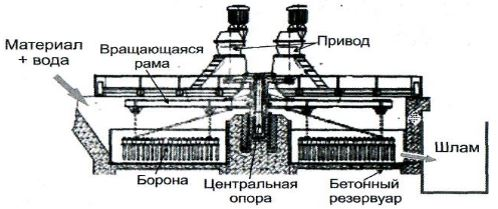 Материал
+ вода
Вращающаяся
рама
Привод
Шлам
Борона
Центральная
опора
Бетонный
резервуар